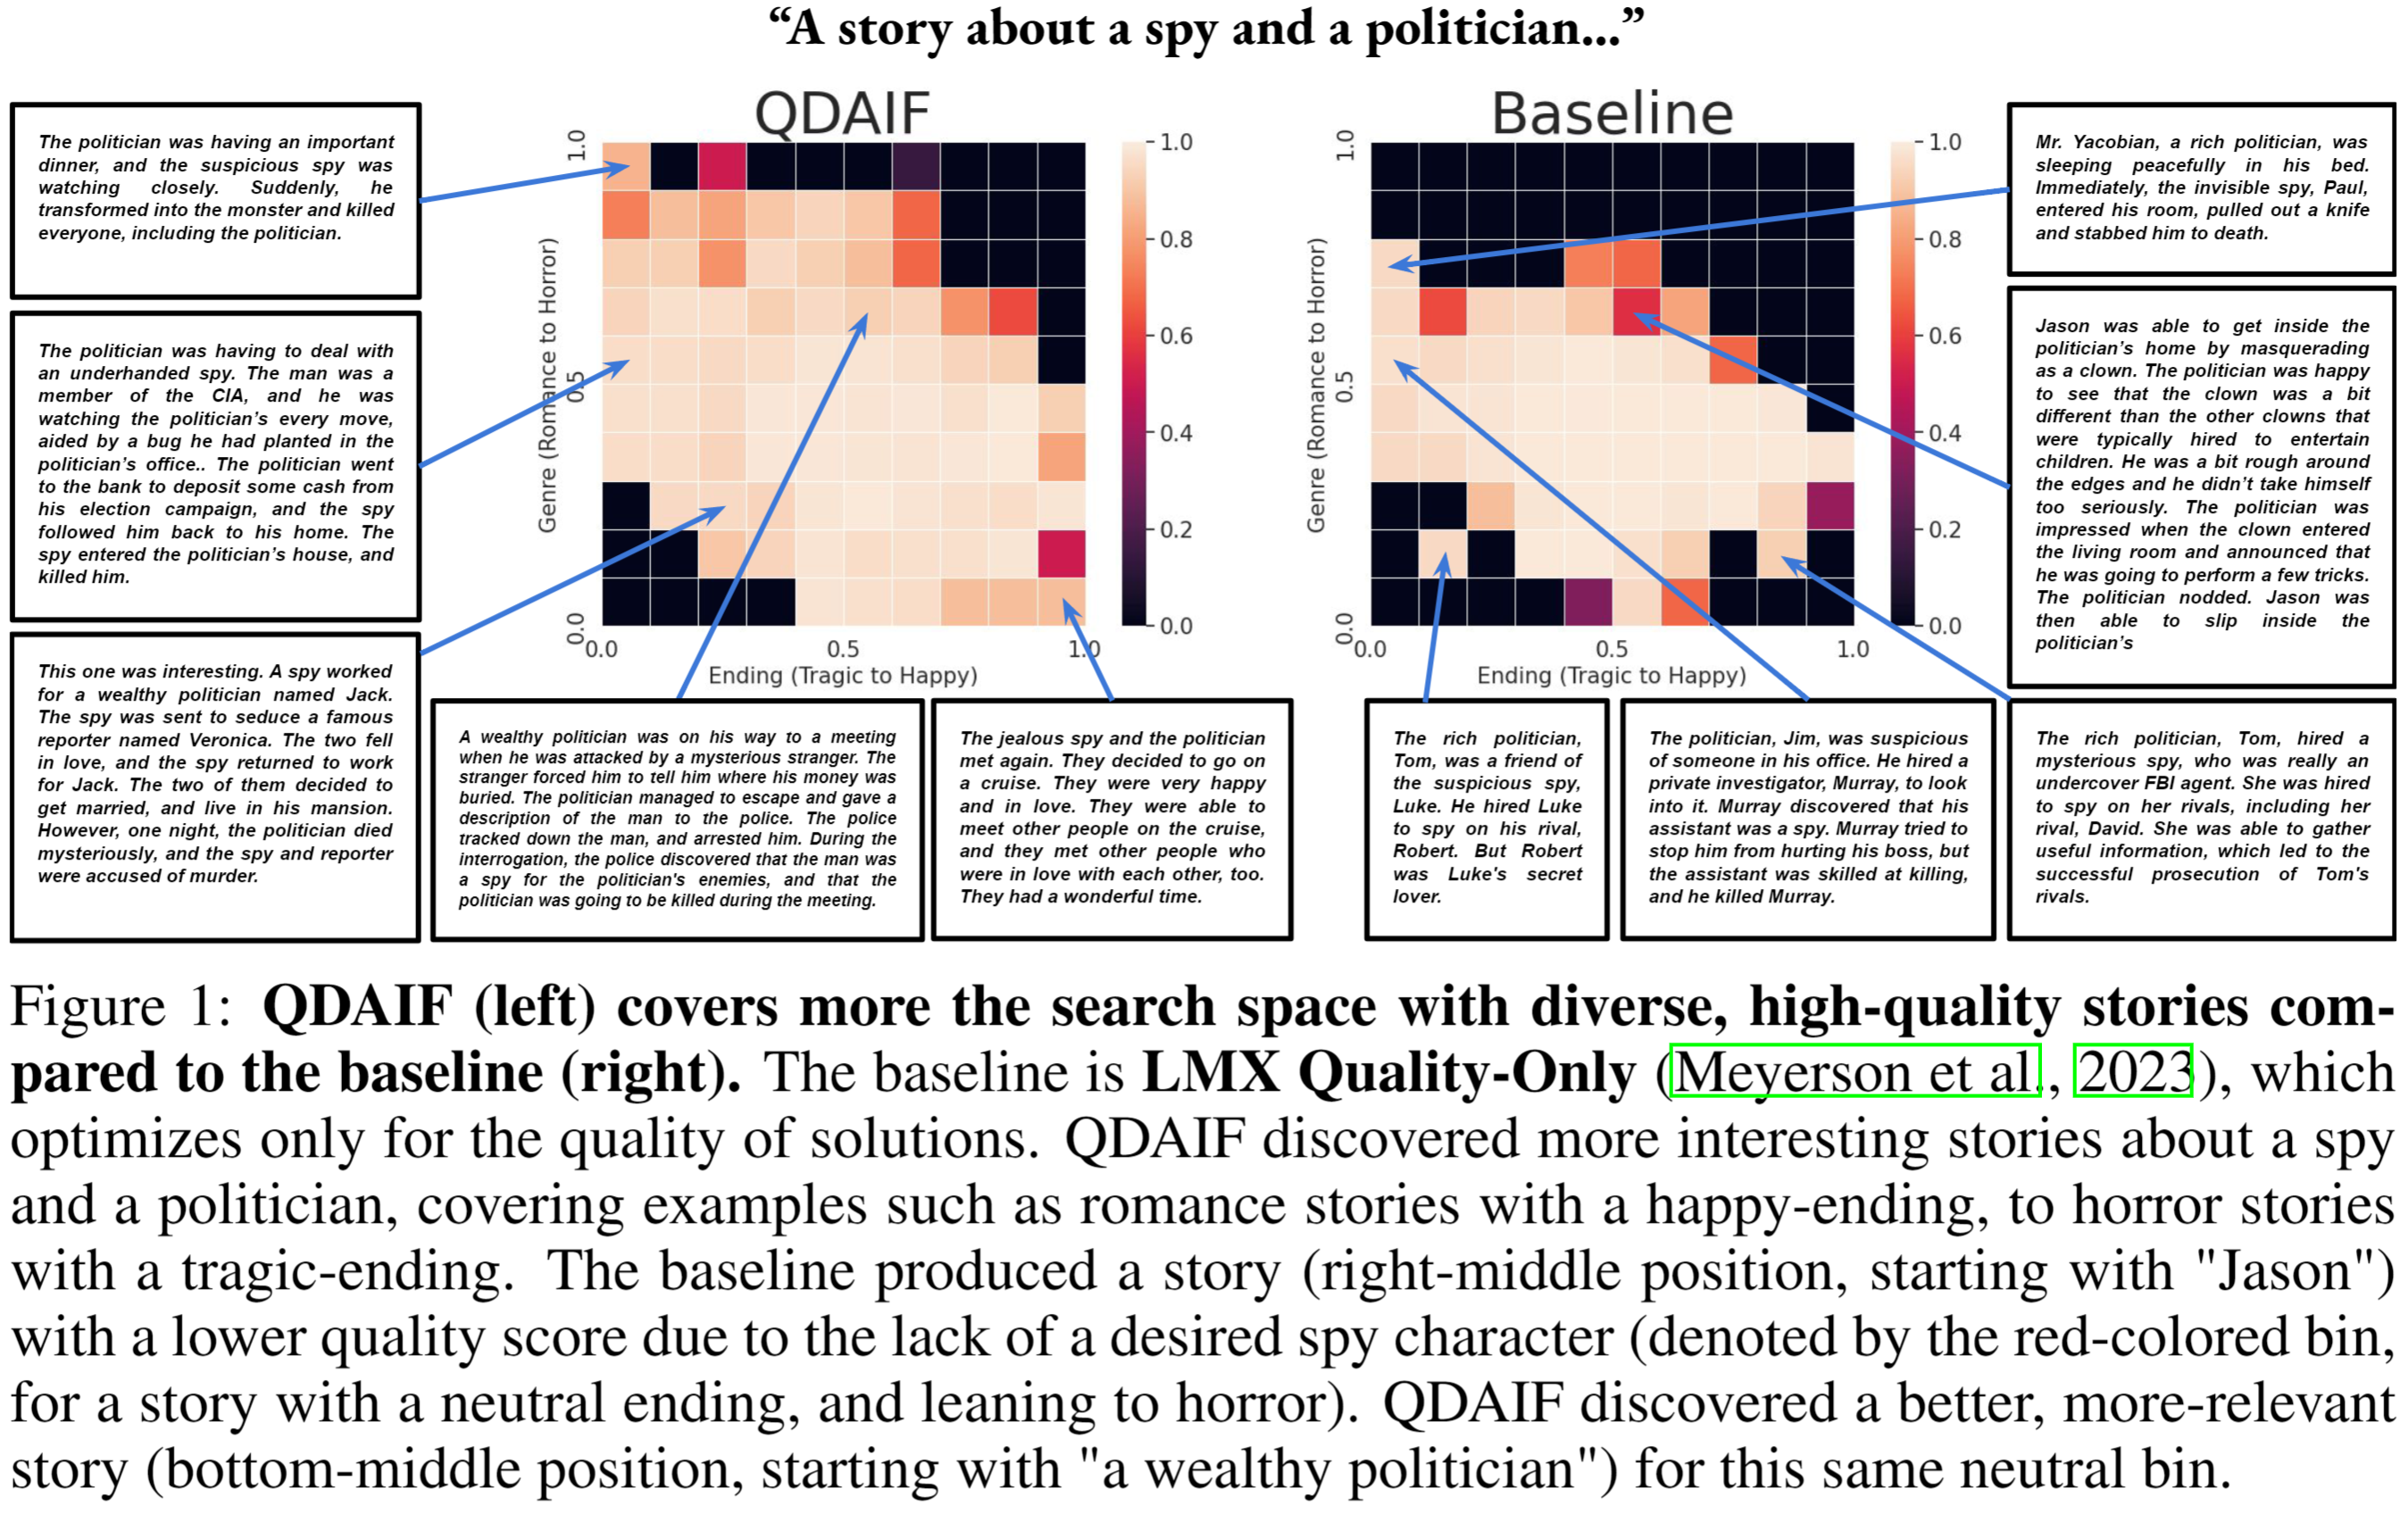 “A story about a spy and a politician...”
QDAIF
Baseline
The politician was having an important
dinner, and the suspicious spy was
watching closely. Suddenly, he
transformed into the monster and killed
everyone, including the politician.
The politician was having to deal with
an underhanded spy. The man was a
member of the CIA, and he was
watching the politician’s every move,
aided by a bug he had planted in the
politician’s office.. The politician went
to the bank to deposit some cash from
his election campaign, and the spy
followed him back to his home. The
spy entered the politician’s house, and
killed him.
This one was interesting. A spy worked
for a wealthy politician named Jack.
The spy was sent to seduce a famous
reporter named Veronica. The two fell
in love, and the spy returned to work
for Jack. The two of them decided to
get married, and live in his mansion.
However, one night, the politician died
mysteriously, and the spy and reporter
were accused of murder.
Genre (Romance to Horror)
1.0
0.5
0.0
0.0
0.5
1.0
Ending (Tragic to Happy)
1.0
0.8
0.6
0.4
0.2
0.0
Genre (Romance to Horror)
1.0
0.5
0.0
0.0
0.5
1.0
Ending (Tragic to Happy)
1.0
0.8
0.6
0.4
0.2
0.0
Mr. Yacobian, a rich politician, was
sleeping peacefully in his bed.
Immediately, the invisible spy, Paul,
entered his room, pulled out a knife
and stabbed him to death.
Jason was able to get inside the
politician’s home by masquerading
as a clown. The politician was happy
to see that the clown was a bit
different than the other clowns that
were typically hired to entertain
children. He was a bit rough around
the edges and he didn’t take himself
too seriously. The politician was
impressed when the clown entered
the living room and announced that
he was going to perform a few tricks.
The politician nodded. Jason was
then able to slip inside the
politician’s
A wealthy politician was on his way to a meeting
when he was attacked by a mysterious stranger. The
stranger forced him to tell him where his money was
buried. The politician managed to escape and gave a
description of the man to the police. The police
tracked down the man, and arrested him. During the
interrogation, the police discovered that the man was
a spy for the politician's enemies, and that the
politician was going to be killed during the meeting.
The jealous spy and the politician
met again. They decided to go on
a cruise. They were very happy
and in love. They were able to
meet other people on the cruise,
and they met other people who
were in love with each other, too.
They had a wonderful time.
The rich politician,
Tom, was a friend of
the suspicious spy,
Luke. He hired Luke
to spy on his rival,
Robert. But Robert
was Luke's secret
lover.
The politician, Jim, was suspicious
of someone in his office. He hired a
private investigator, Murray, to look
into it. Murray discovered that his
assistant was a spy. Murray tried to
stop him from hurting his boss, but
the assistant was skilled at killing,
and he killed Murray.
The rich politician, Tom, hired a
mysterious spy, who was really an
undercover FBI agent. She was hired
to spy on her rivals, including her
rival, David. She was able to gather
useful information, which led to the
successful prosecution of Tom's
rivals.
Figure 1: QDAIF (left) covers more the search space with diverse, high-quality stories com-
pared to the baseline (right). The baseline is LMX Quality-Only (Meyerson et al., 2023), which
optimizes only for the quality of solutions. QDAIF discovered more interesting stories about a spy
and a politician, covering examples such as romance stories with a happy-ending, to horror stories
with a tragic-ending. The baseline produced a story (right-middle position, starting with "Jason")
with a lower quality score due to the lack of a desired spy character (denoted by the red-colored bin,
for a story with a neutral ending, and leaning to horror). QDAIF discovered a better, more-relevant
story (bottom-middle position, starting with "a wealthy politician") for this same neutral bin.